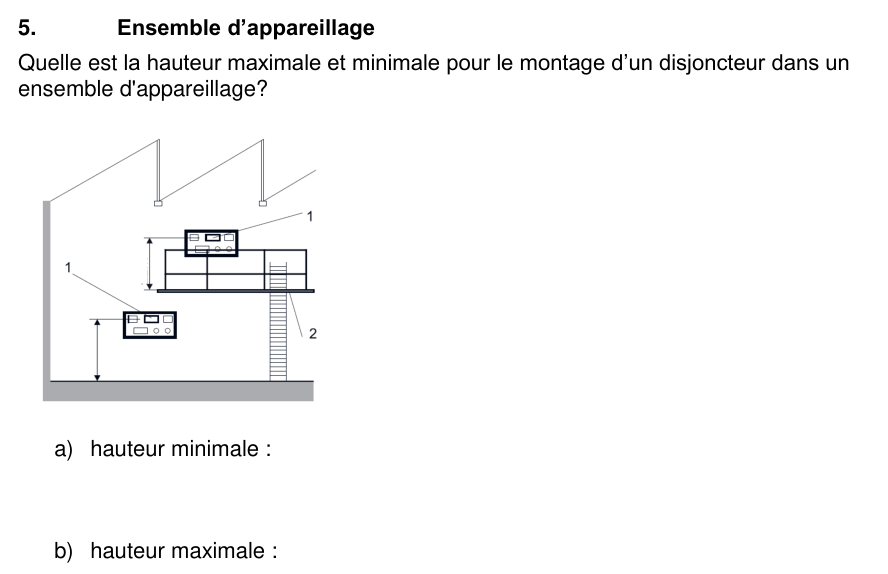 5. Ensemble d’appareillage
Quelle est la hauteur maximale et minimale pour le montage d’un disjoncteur dans un
ensemble d'appareillage?
1
1
2
a) hauteur minimale :
b) hauteur maximale :